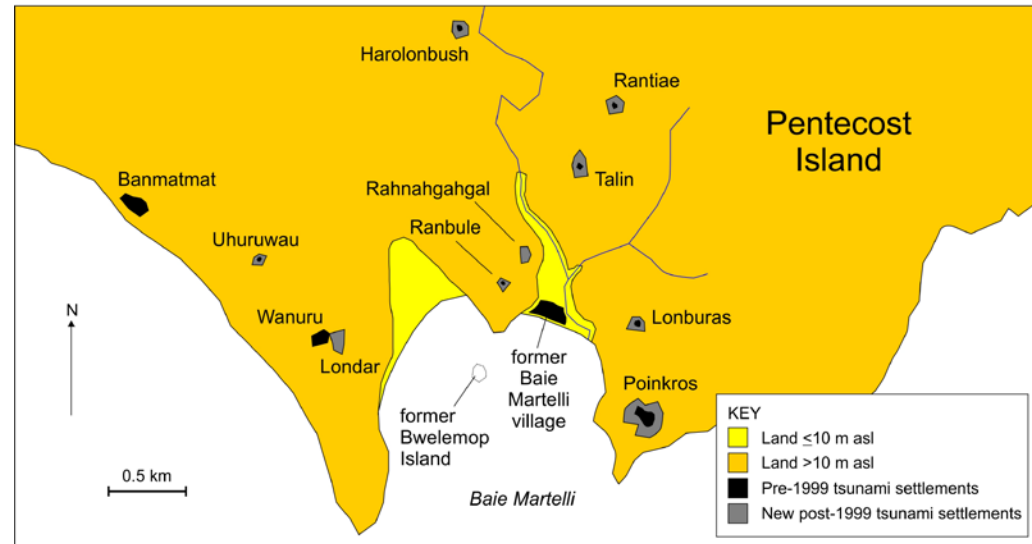 Harolonbush
Rantiae
Pentecost
Island
Talin
Banmatmat
Rahnahgahgal
Ranbule
Uhuruwau
N
Wanuru
Londar
Lonburas
former
Baie
Martelli
village
Poinkros
former
Bwelemop
Island
0.5 km
Baie Martelli
KEY
Land ≤10 m asl
Land >10 m asl
Pre-1999 tsunami settlements
New post-1999 tsunami settlements